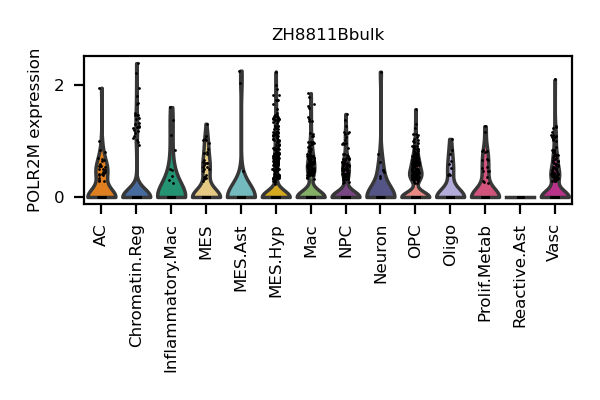 ZH8811Bbulk
POLR2M expression
2
0
AC
Chromatin.Reg
Inflammatory.Mac
MES
MES.Ast
MES.Hyp
Mac
NPC
Neuron
OPC
Oligo
Prolif.Metab
Reactive.Ast
Vasc